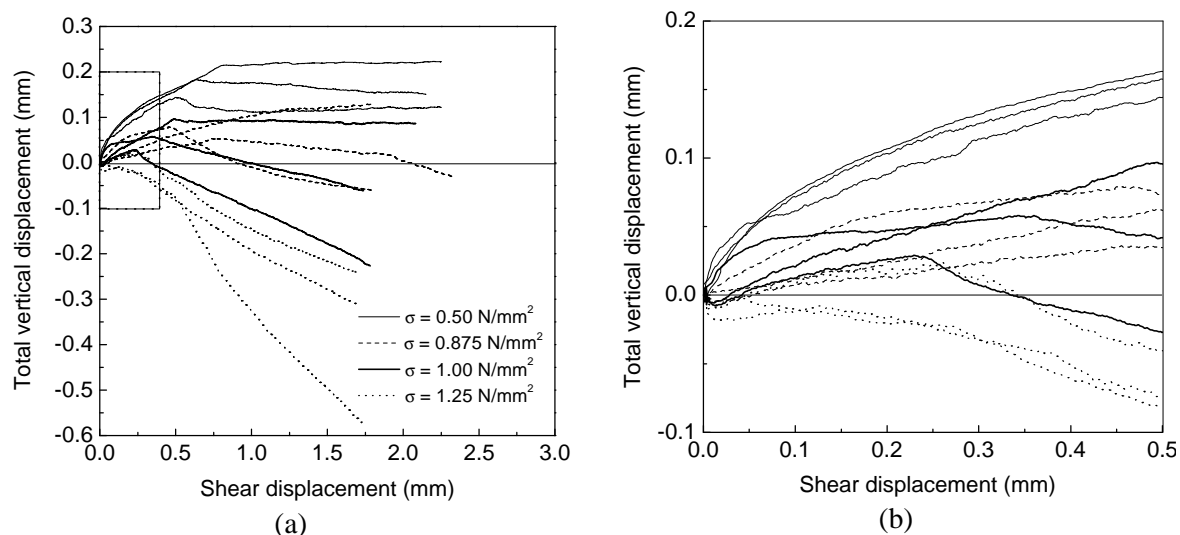 0.3
0.2
0.1
0.0
-0.1
-0.2
-0.3
-0.4
-0.5
-0.6
Total vertical displacement (mm)
0.0 0.5 1.0 1.5 2.0 2.5 3.0
Shear displacement (mm)
σ = 0.50 N/mm²
σ = 0.875 N/mm²
σ = 1.00 N/mm²
σ = 1.25 N/mm²
(a)
0.2
0.1
0.0
-0.1
Total vertical displacement (mm)
0.0 0.1 0.2 0.3 0.4 0.5
Shear displacement (mm)
(b)